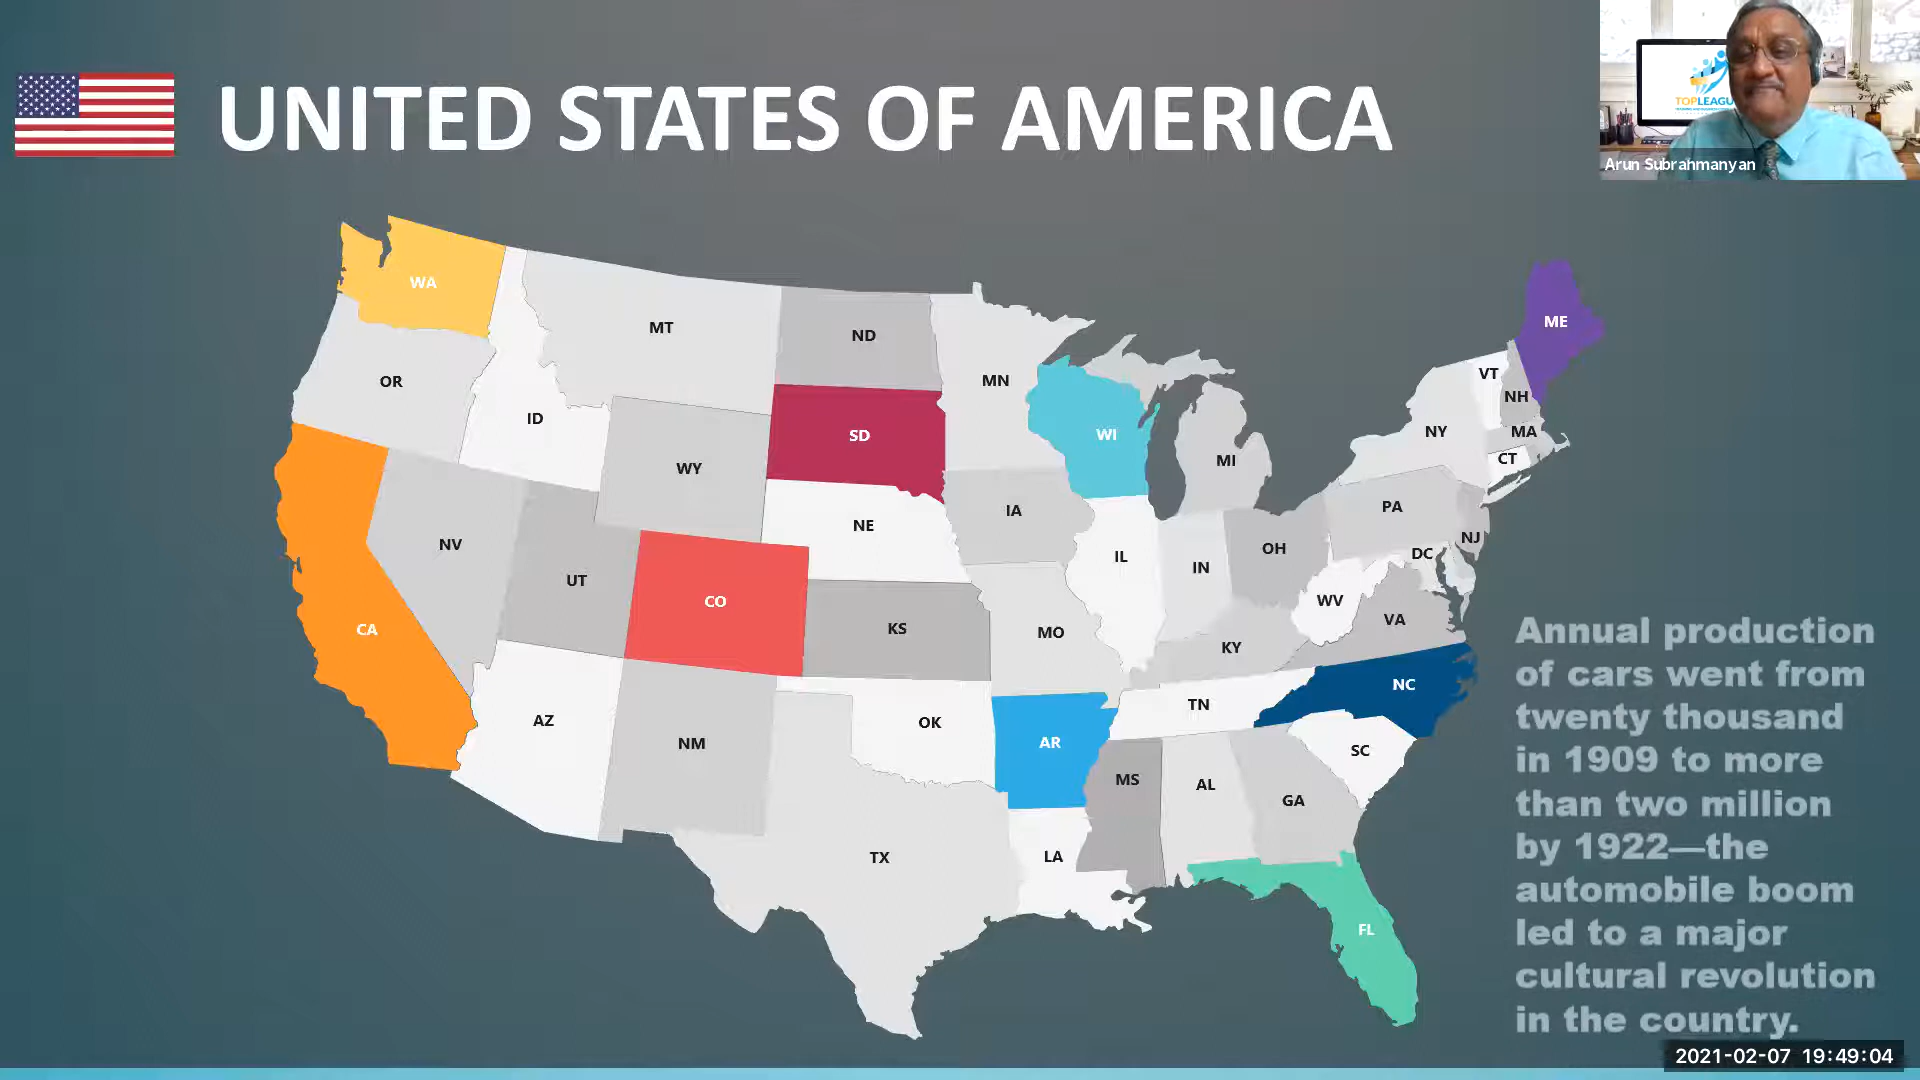 UNITED STATES OF AMERICA
TOPLEAGU
Arun Subrahmanyan
WA
MT
ND
ME
OR
MN
VT
ID
NH
SD
WI
NY
MA
WY
MI
CT
IA
PA
NE
NV
IL
OH
NJ
IN
DC
UT
CO
WV
CA
KS
MO
KY
VA
AZ
NM
OK
AR
TN
NC
SC
MS
AL
GA
TX
LA
FL
Annual production
of cars went from
twenty thousand
in 1909 to more
than two million
by 1922—the
automobile boom
led to a major
cultural revolution
in the country.
2021-02-07 19:49:04